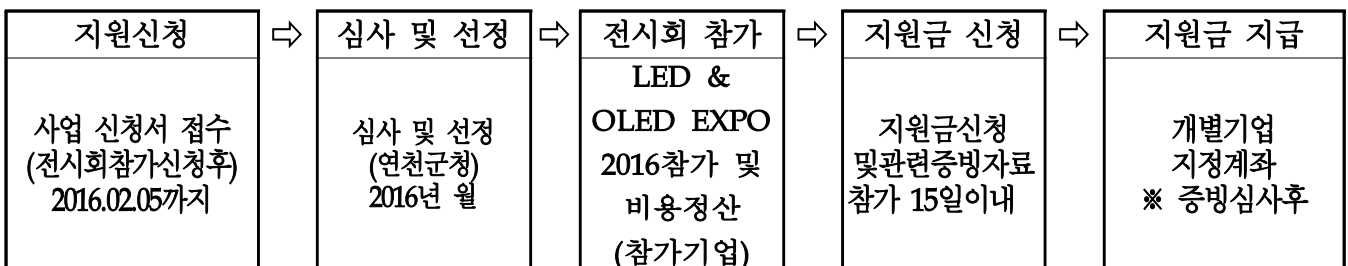 지원신청 ⇨ 심사 및 선정 ⇨ 전시회 참가 ⇨ 지원금 신청 ⇨ 지원금 지급
사업 신청서 접수
(전시회참가신청후)
2016.02.05까지
심사 및 선정
(연천군청)
2016년 월
LED &
OLED EXPO
2016참가 및
비용정산
(참가기업)
지원금신청
및관련증빙자료
참가 15일이내
개별기업
지정계좌
※ 증빙심사후